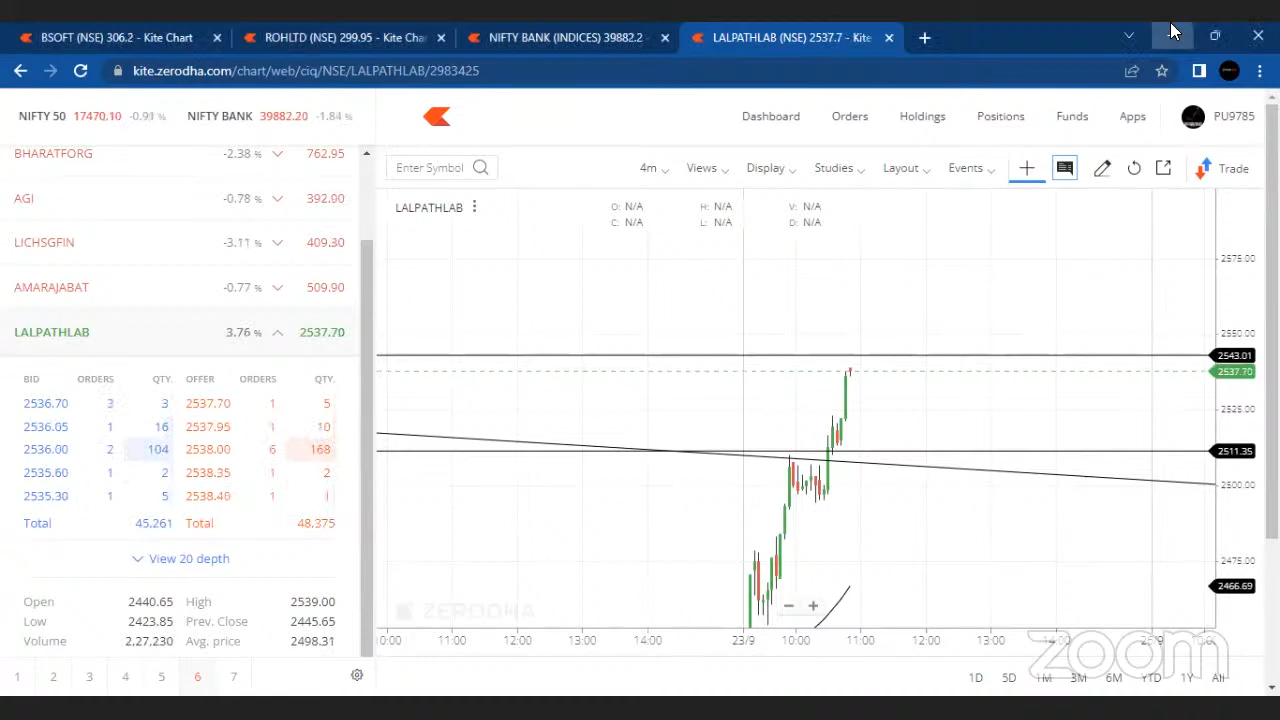 BSOFT (NSE) 306.2 - Kite Chart
ROHLTD (NSE) 299.95 - Kite Cha
NIFTY BANK (INDICES) 39882.2 -
LALPATHLAB (NSE) 2537.7 - Kite
kite.zerodha.com/chart/web/ciq/NSE/LALPATHLAB/2983425
NIFTY 50 17470.10 -0.91 % NIFTY BANK 39882.20 -1.84 %
Dashboard Orders Holdings Positions Funds Apps PU9785
BHARATFORG -2.38 % 762.95
AGI -0.78 % 392.00
LICHSGFIN -3.11 % 409.30
AMARAJABAT -0.77 % 509.90
LALPATHLAB 3.76 % 2537.70
BID ORDERS QTY. OFFER ORDERS QTY.
2536.70 3 3 2537.70 1 5
2536.05 1 16 2537.95 1 10
2536.00 2 104 2538.00 6 168
2535.60 1 2 2538.35 1 2
2535.30 1 5 2538.40 1
Total 45,261 Total 48,375
View 20 depth
Open 2440.65 High 2539.00
Low 2423.85 Prev. Close 2445.65
Volume 2,27,230 Avg. price 2498.31
1 2 3 4 5 6 7
Enter Symbol
4m Views Display Studies Layout Events Trade
LALPATHLAB
O: N/A H: N/A V: N/A
C: N/A L: N/A D: N/A
2575.00
2550.00
2543.01
2537.70
2525.00
2511.35
2500.00
2475.00
2466.69
ZERODHA
10:00 11:00 12:00 13:00 14:00 23/9 10:00 11:00 12:00 13:00 14:00
zoom
1D 5D 1M 3M 6M YTD 1Y All